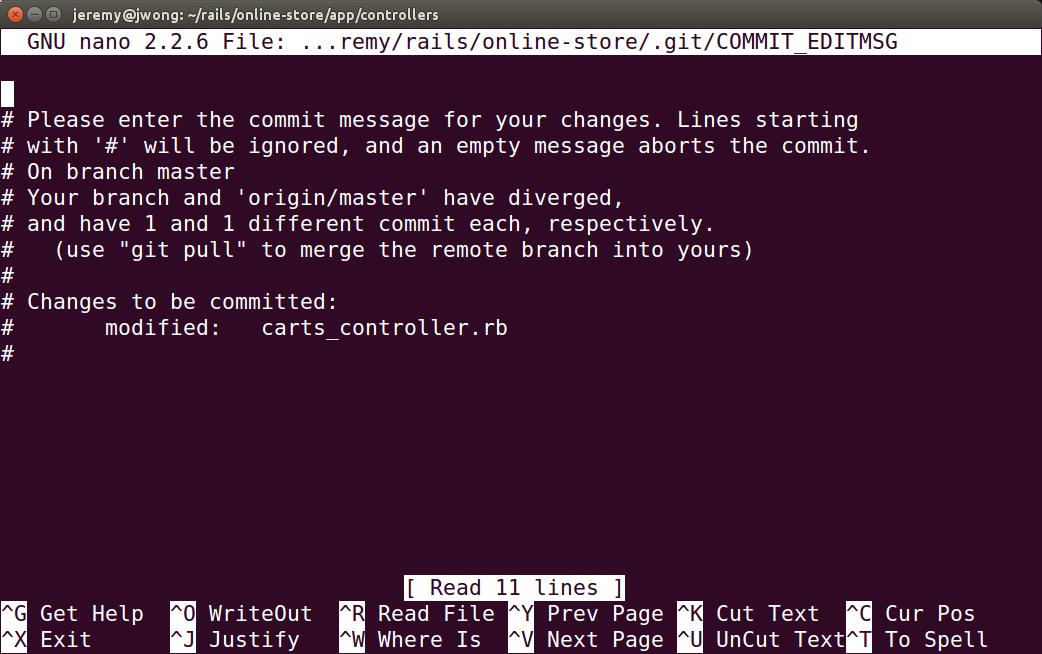 jeremy@jwong: ~/rails/online-store/app/controllers
GNU nano 2.2.6 File: ...remy/rails/online-store/.git/COMMIT_EDITMSG
# Please enter the commit message for your changes. Lines starting
# with '#' will be ignored, and an empty message aborts the commit.
# On branch master
# Your branch and 'origin/master' have diverged,
# and have 1 and 1 different commit each, respectively.
#   (use "git pull" to merge the remote branch into yours)
#
# Changes to be committed:
#       modified:   carts_controller.rb
#
[ Read 11 lines ]
^G Get Help  ^O WriteOut  ^R Read File ^Y Prev Page ^K Cut Text  ^C Cur Pos
^X Exit      ^J Justify   ^W Where Is  ^V Next Page ^U UnCut Text^T To Spell